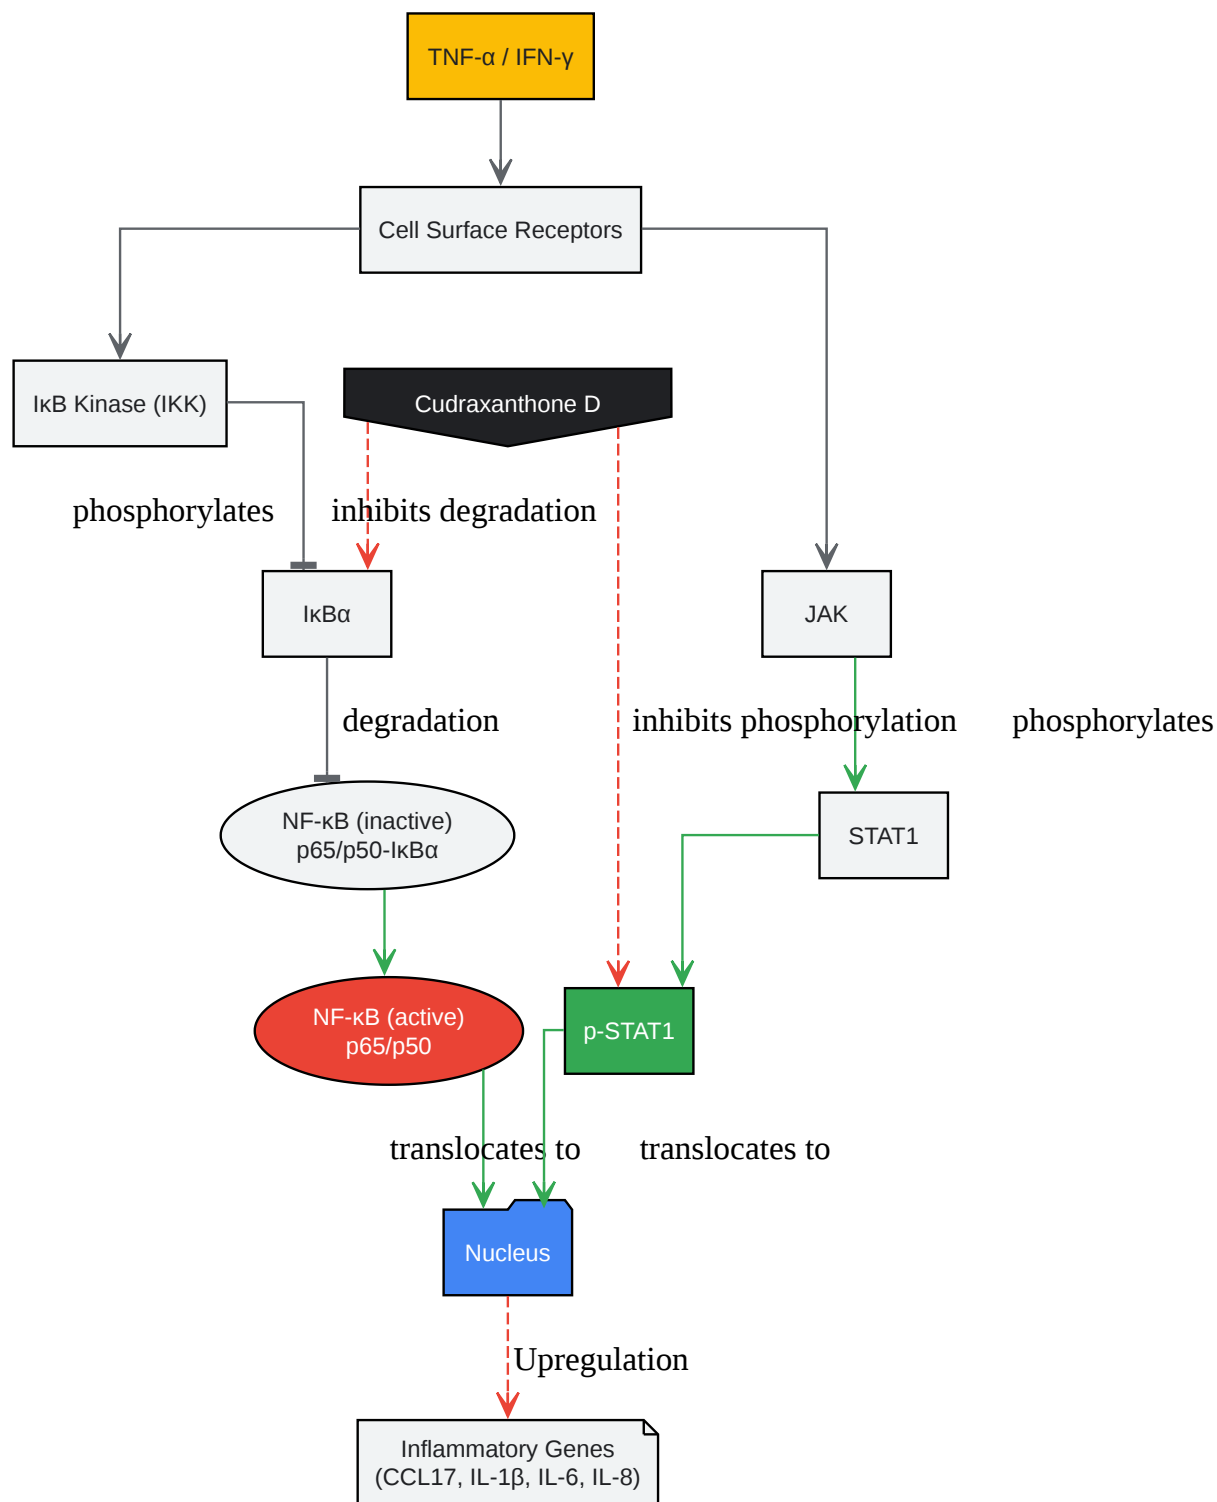 TNF-α / IFN-γ
Cell Surface Receptors
IκB Kinase (IKK)
Cudraxanthone D
phosphorylates
inhibits degradation
IκBα
JAK
degradation
inhibits phosphorylation
phosphorylates
NF-κB (inactive)
p65/p50-IκBα
STAT1
NF-κB (active)
p65/p50
p-STAT1
translocates to
translocates to
Nucleus
Upregulation
Inflammatory Genes
(CCL17, IL-1β, IL-6, IL-8)